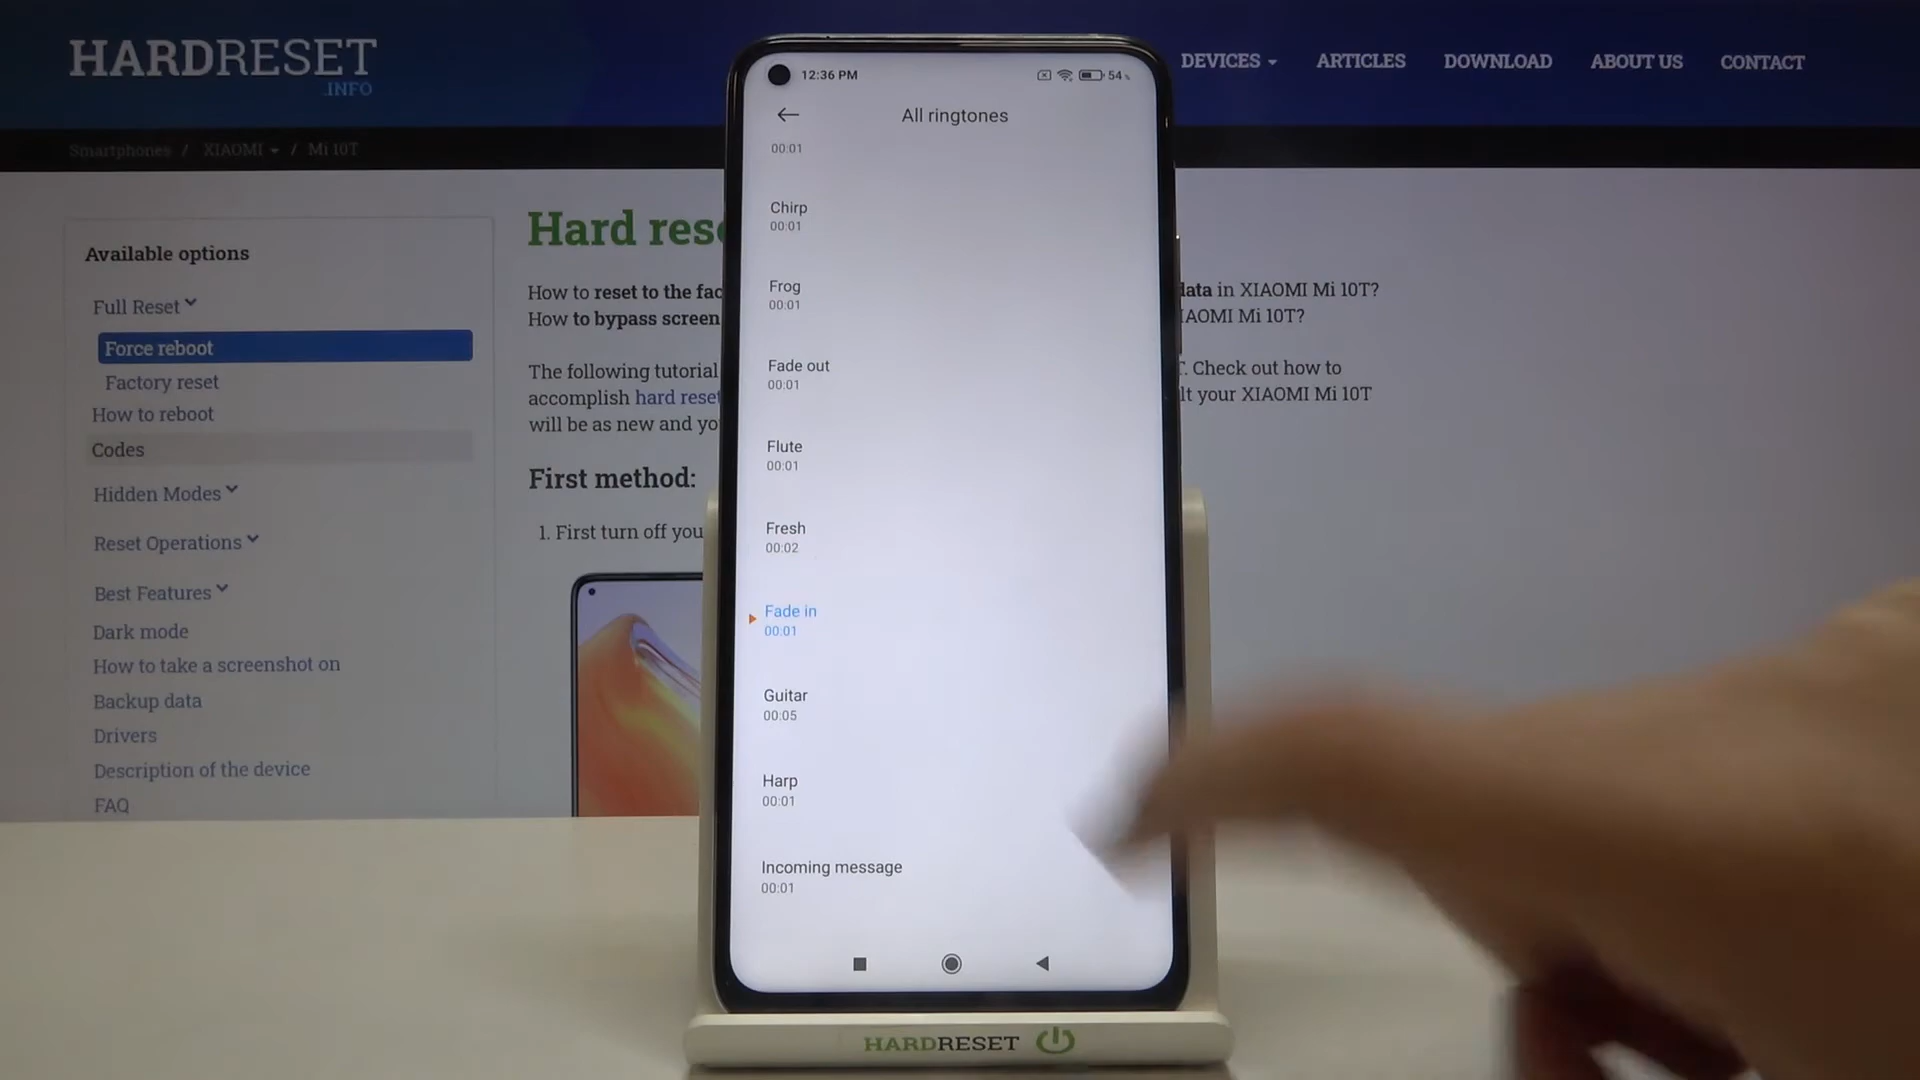 HARDRESET
.INFO
DEVICES
ARTICLES
DOWNLOAD
ABOUT US
CONTACT
Smartphones / XIAOMI / Mi 10T
Available options
Full Reset
Force reboot
Factory reset
How to reboot
Codes
Hidden Modes
Reset Operations
Best Features
Dark mode
How to take a screenshot on
Backup data
Drivers
Description of the device
FAQ
Hard res
How to reset to the fac
data in XIAOMI Mi 10T?
How to bypass screen
IAOMI Mi 10T?
The following tutorial
T. Check out how to
accomplish hard reset
lt your XIAOMI Mi 10T
will be as new and yo
First method:
1. First turn off you
12:36 PM
54%
All ringtones
00:01
Chirp
00:01
Frog
00:01
Fade out
00:01
Flute
00:01
Fresh
00:02
Fade in
00:01
Guitar
00:05
Harp
00:01
Incoming message
00:01
HARDRESET